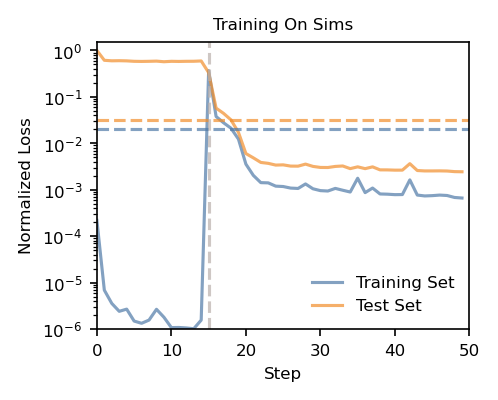 Training On Sims
Normalized Loss
10⁰
10⁻¹
10⁻²
10⁻³
10⁻⁴
10⁻⁵
10⁻⁶
Training Set
Test Set
0 10 20 30 40 50
Step